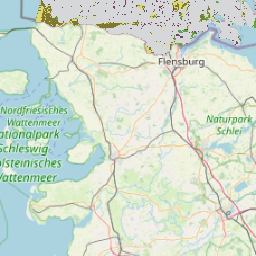 Flensburg
Nordfriesisches
Wattenmeer
Nationalpark
Schleswig-
Holsteinisches
Wattenmeer
Naturpark
Schlei